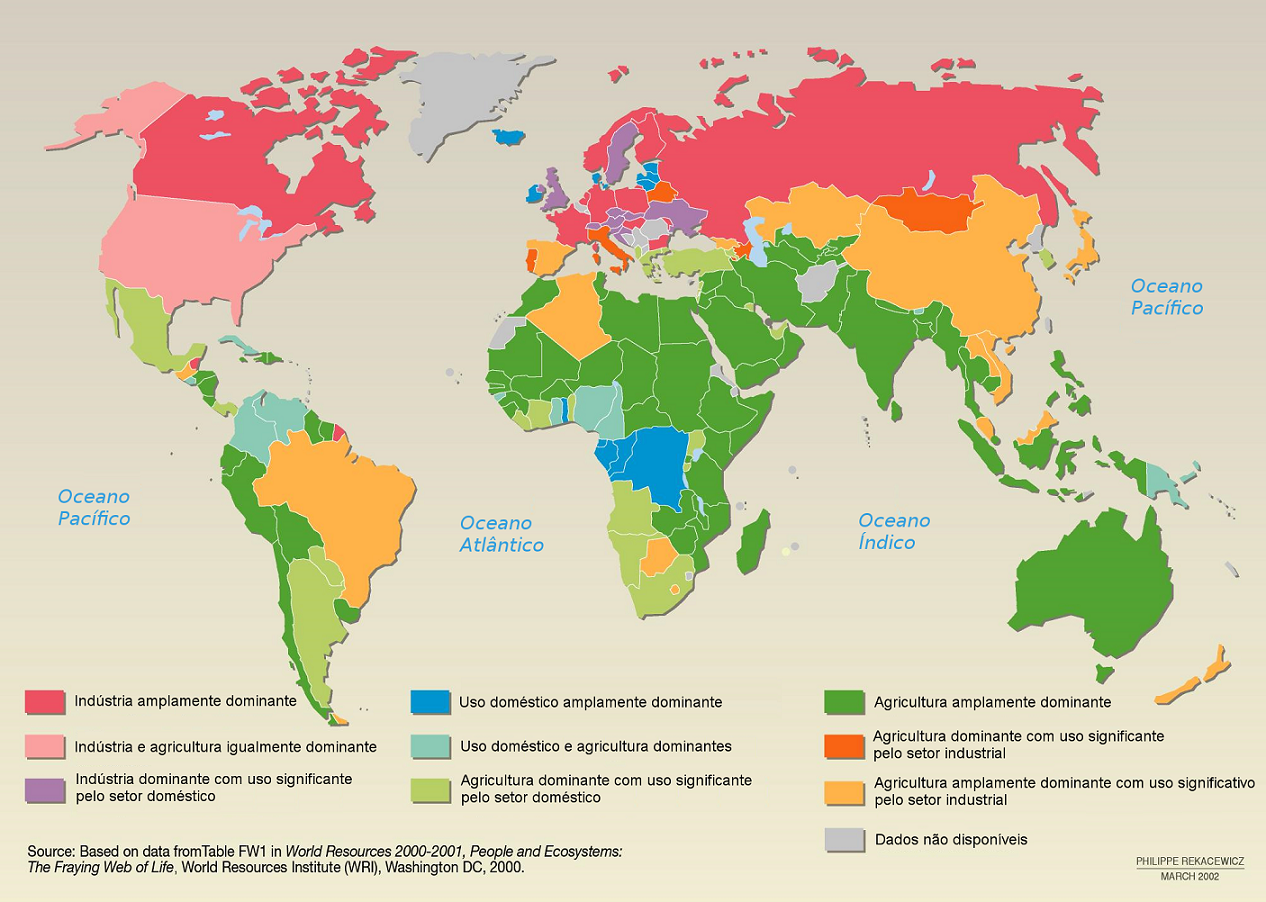 Oceano
Pacífico
Oceano
Pacífico
Oceano
Atlântico
Oceano
Índico
Indústria amplamente dominante
Indústria e agricultura igualmente dominante
Indústria dominante com uso significante
pelo setor doméstico
Uso doméstico amplamente dominante
Uso doméstico e agricultura dominantes
Agricultura dominante com uso significante
pelo setor doméstico
Agricultura amplamente dominante
Agricultura dominante com uso significante
pelo setor industrial
Agricultura amplamente dominante com uso significativo
pelo setor industrial
Dados não disponíveis
Source: Based on data fromTable FW1 in World Resources 2000-2001, People and Ecosystems:
The Fraying Web of Life, World Resources Institute (WRI), Washington DC, 2000.
PHILIPPE REKACEWICZ
MARCH 2002